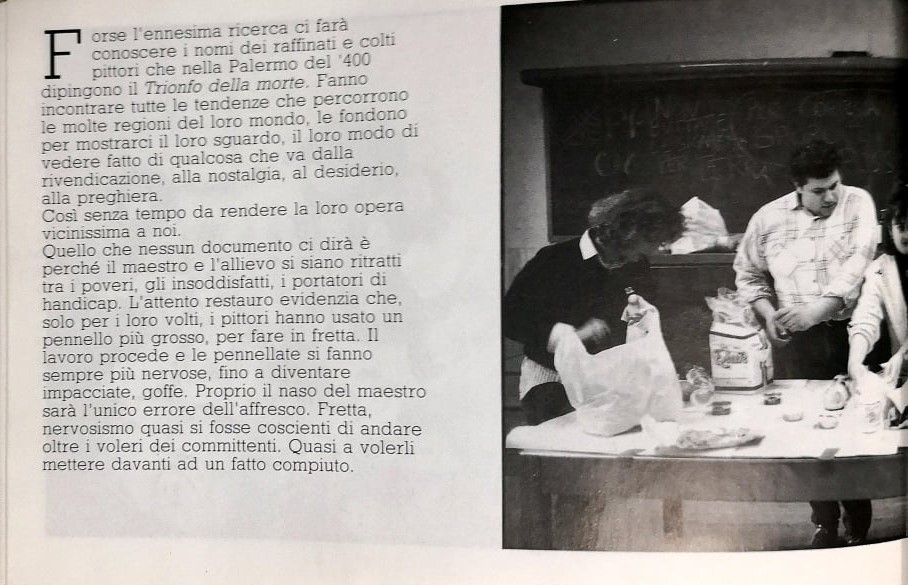 Forse l'ennesima ricerca ci farà
conoscere i nomi dei raffinati e colti
pittori che nella Palermo del '400
dipingono il Trionfo della morte. Fanno
incontrare tutte le tendenze che percorrono
le molte regioni del loro mondo, le fondono
per mostrarci il loro sguardo, il loro modo di
vedere fatto di qualcosa che va dalla
rivendicazione, alla nostalgia, al desiderio,
alla preghiera.
Così senza tempo da rendere la loro opera
vicinissima a noi.
Quello che nessun documento ci dirà è
perché il maestro e l'allievo si siano ritratti
tra i poveri, gli insoddisfatti, i portatori di
handicap. L'attento restauro evidenzia che,
solo per i loro volti, i pittori hanno usato un
pennello più grosso, per fare in fretta. Il
lavoro procede e le pennellate si fanno
sempre più nervose, fino a diventare
impacciate, goffe. Proprio il naso del maestro
sarà l'unico errore dell'affresco. Fretta,
nervosismo quasi si fosse coscienti di andare
oltre i voleri dei committenti. Quasi a volerli
mettere davanti ad un fatto compiuto.